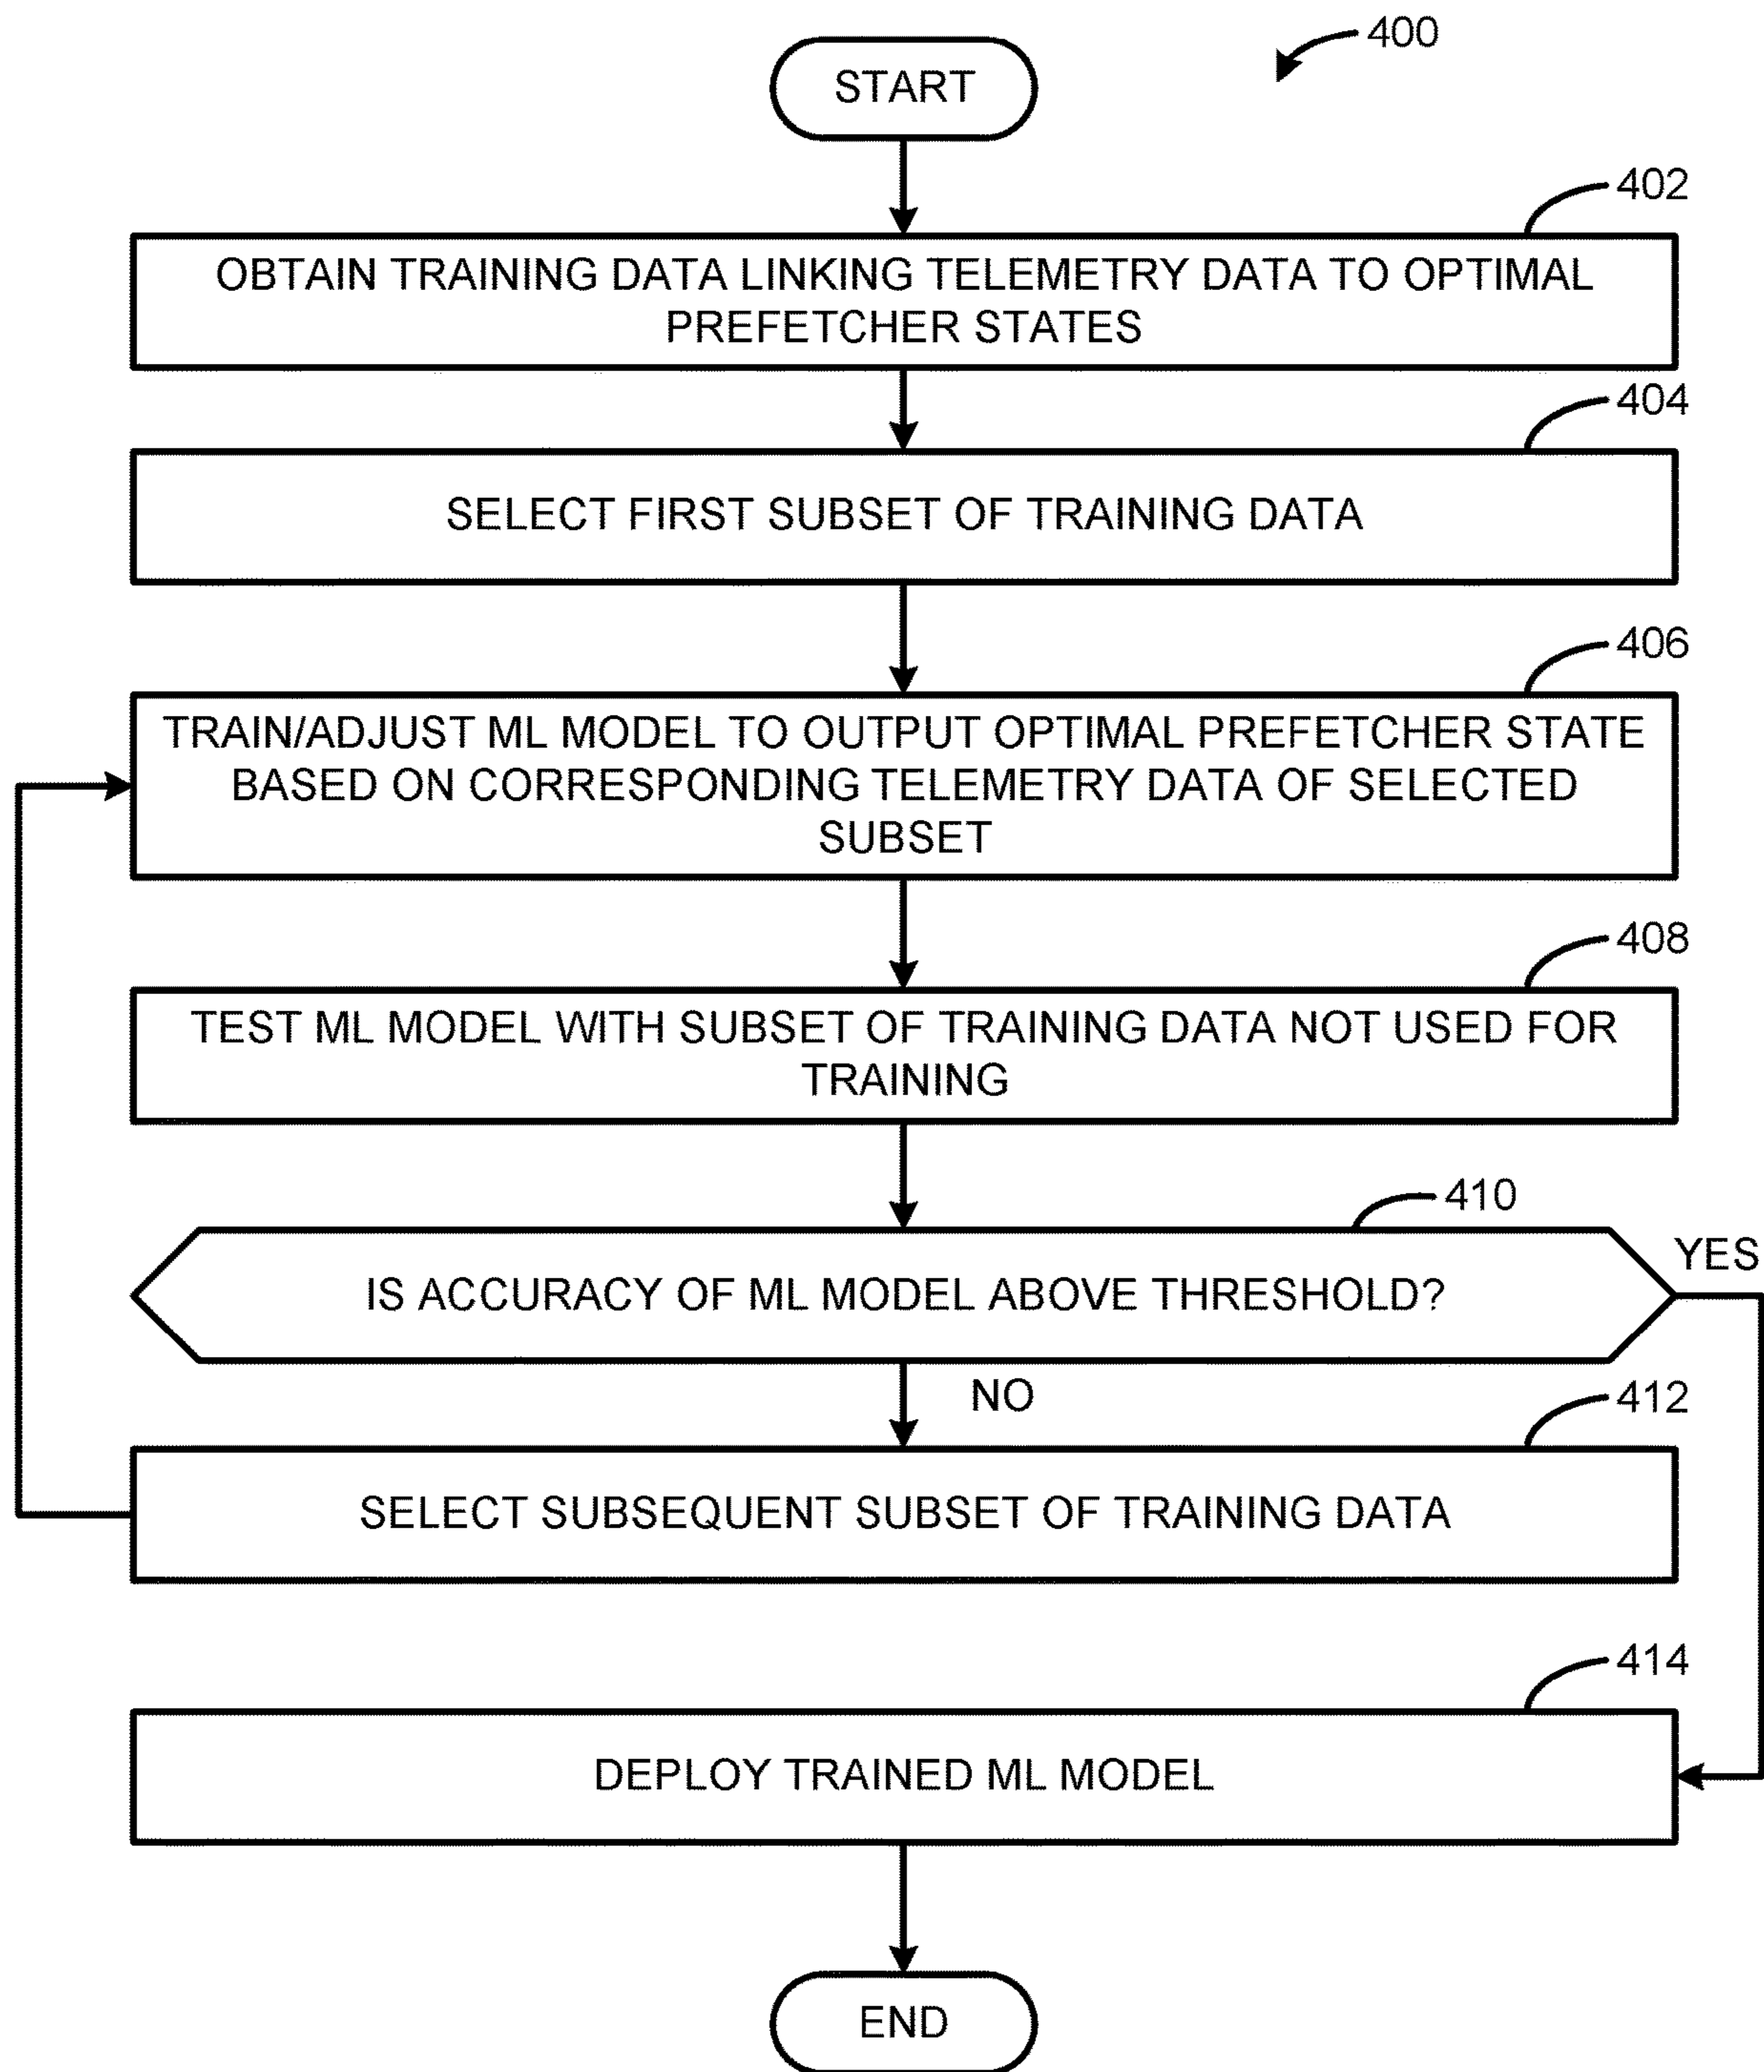 400
START
402
OBTAIN TRAINING DATA LINKING TELEMETRY DATA TO OPTIMAL
PREFETCHER STATES
404
SELECT FIRST SUBSET OF TRAINING DATA
406
TRAIN/ADJUST ML MODEL TO OUTPUT OPTIMAL PREFETCHER STATE
BASED ON CORRESPONDING TELEMETRY DATA OF SELECTED
SUBSET
408
TEST ML MODEL WITH SUBSET OF TRAINING DATA NOT USED FOR
TRAINING
410
YES
IS ACCURACY OF ML MODEL ABOVE THRESHOLD?
NO
412
SELECT SUBSEQUENT SUBSET OF TRAINING DATA
414
DEPLOY TRAINED ML MODEL
END